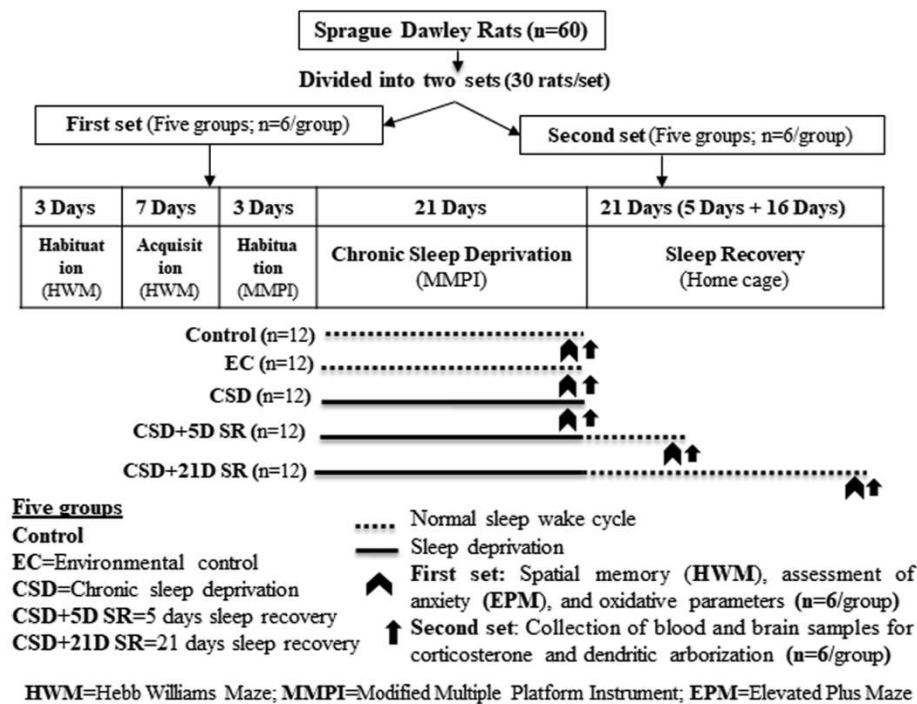 Sprague Dawley Rats (n=60)
Divided into two sets (30 rats/set)
First set (Five groups; n=6/group)
Second set (Five groups; n=6/group)
3 Days 7 Days 3 Days 21 Days 21 Days (5 Days + 16 Days)
Habituat Acquisit Habitua Chronic Sleep Deprivation Sleep Recovery
ion ion tion (MMPI) (Home cage)
(HWM) (HWM) (MMPI)
Control (n=12)
EC (n=12)
CSD (n=12)
CSD+5D SR (n=12)
CSD+21D SR (n=12)
Five groups
Control
EC=Environmental control
CSD=Chronic sleep deprivation
CSD+5D SR=5 days sleep recovery
CSD+21D SR=21 days sleep recovery
Normal sleep wake cycle
Sleep deprivation
First set: Spatial memory (HWM), assessment of
anxiety (EPM), and oxidative parameters (n=6/group)
Second set: Collection of blood and brain samples for
corticosterone and dendritic arborization (n=6/group)
HWM=Hebb Williams Maze; MMPI=Modified Multiple Platform Instrument; EPM=Elevated Plus Maze